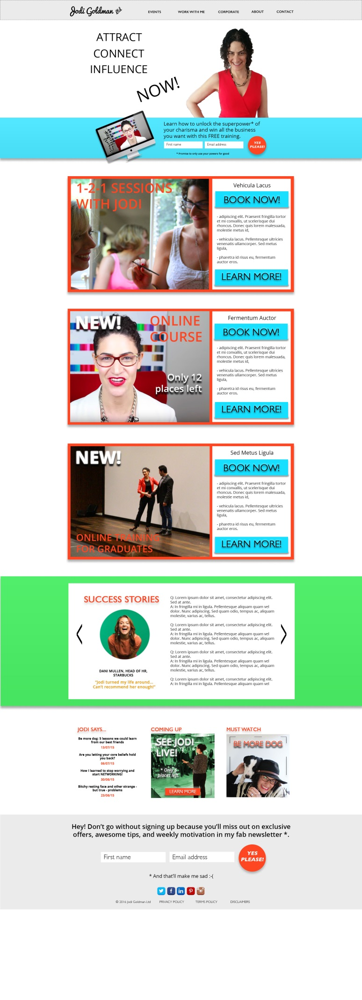 Jodi Goldman Ltd
EVENTS WORK WITH ME CORPORATE ABOUT CONTACT
ATTRACT
CONNECT
INFLUENCE
NOW!
Learn how to unlock the superpower* of
your charisma and win all the business
you want with this FREE training.
First name Email address
YES
PLEASE!
* Promise to only use your powers for good
1-2-1 SESSIONS
WITH JODI
Vehicula Lacus
BOOK NOW!
- adipiscing elit. Praesent fringilla tortor
et mi convallis, ut scelerisque dui
rhoncus. Donec quis lorem malesuada,
molestie metus id,
- vehicula lacus. Pellentesque ultricies
venenatis ullamcorper. Sed metus
ligula,
- pharetra id risus eu, fermentum
auctor eros.
LEARN MORE!
NEW!
ONLINE
COURSE
Only 12
places left
Fermentum Auctor
BOOK NOW!
- adipiscing elit. Praesent fringilla tortor
et mi convallis, ut scelerisque dui
rhoncus. Donec quis lorem malesuada,
molestie metus id,
- vehicula lacus. Pellentesque ultricies
venenatis ullamcorper. Sed metus
ligula,
- pharetra id risus eu, fermentum
auctor eros.
LEARN MORE!
NEW!
ONLINE TRAINING
FOR GRADUATES
Sed Metus Ligula
BOOK NOW!
- adipiscing elit. Praesent fringilla tortor
et mi convallis, ut scelerisque dui
rhoncus. Donec quis lorem malesuada,
molestie metus id,
- vehicula lacus. Pellentesque ultricies
venenatis ullamcorper. Sed metus
ligula,
- pharetra id risus eu, fermentum
auctor eros.
LEARN MORE!
SUCCESS STORIES
DANI MULLEN, HEAD OF HR,
STARBUCKS
"Jodi turned my life around...
Can't recommend her enough!"
Q: Lorem ipsum dolor sit amet, consectetur adipiscing elit.
Sed at ante.
A: In fringilla mi in ligula. Pellentesque aliquam quam vel
dolor. Nunc adipiscing. Sed quam odio, tempus ac, aliquam
molestie, varius ac, tellus.
Q: Lorem ipsum dolor sit amet, consectetur adipiscing elit.
Sed at ante.
A: In fringilla mi in ligula. Pellentesque aliquam quam vel
dolor. Nunc adipiscing. Sed quam odio, tempus ac, aliquam
molestie, varius ac, tellus.
Q: Lorem ipsum dolor sit amet, consectetur adipiscing elit.
Sed at ante.
A: In fringilla mi in ligula. Pellentesque aliquam quam vel
dolor. Nunc adipiscing. Sed quam odio, tempus ac, aliquam
molestie, varius ac, tellus.
Q: Lorem ipsum dolor sit amet, consectetur adipiscing elit.
A: In fringilla mi in ligula. Pellentesque aliquam quam vel
JODI SAYS...
Be more dog: 5 lessons we could learn
from our best friends
13/07/15
Are you letting your core beliefs hold
you back?
06/07/15
How I learned to stop worrying and
start NETWORKING!
30/06/15
Bitchy resting face and other strange -
but true - problems
23/06/15
COMING UP
SEE JODI
LIVE!
* Only 6
places left.
LEARN MORE
MUST WATCH
BE MORE DOG
Hey! Don't go without signing up because you'll miss out on exclusive
offers, awesome tips, and weekly motivation in my fab newsletter *.
First name Email address
YES
PLEASE!
* And that'll make me sad :-(
© 2016 Jodi Goldman Ltd PRIVACY POLICY TERMS POLICY DISCLAIMERS